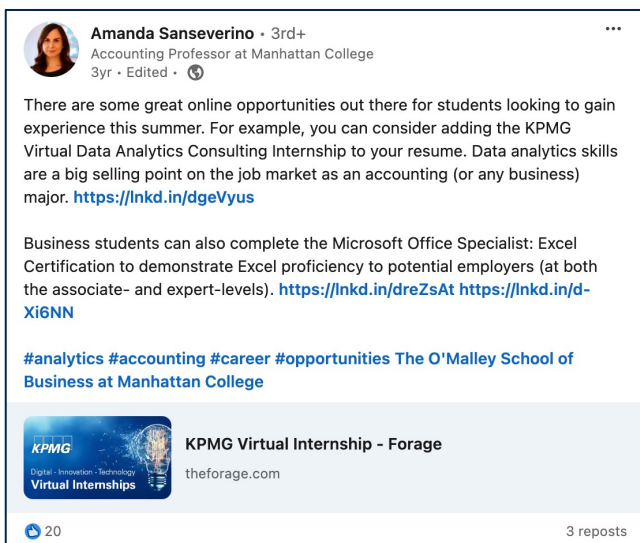 Amanda Sanseverino • 3rd+
Accounting Professor at Manhattan College
3yr • Edited •
There are some great online opportunities out there for students looking to gain
experience this summer. For example, you can consider adding the KPMG
Virtual Data Analytics Consulting Internship to your resume. Data analytics skills
are a big selling point on the job market as an accounting (or any business)
major. https://lnkd.in/dgeVyus
Business students can also complete the Microsoft Office Specialist: Excel
Certification to demonstrate Excel proficiency to potential employers (at both
the associate- and expert-levels). https://lnkd.in/dreZsAt https://lnkd.in/d-
Xi6NN
#analytics #accounting #career #opportunities The O'Malley School of
Business at Manhattan College
KPMG
Digital - Innovation - Technology
Virtual Internships
KPMG Virtual Internship - Forage
theforage.com
20
3 reposts